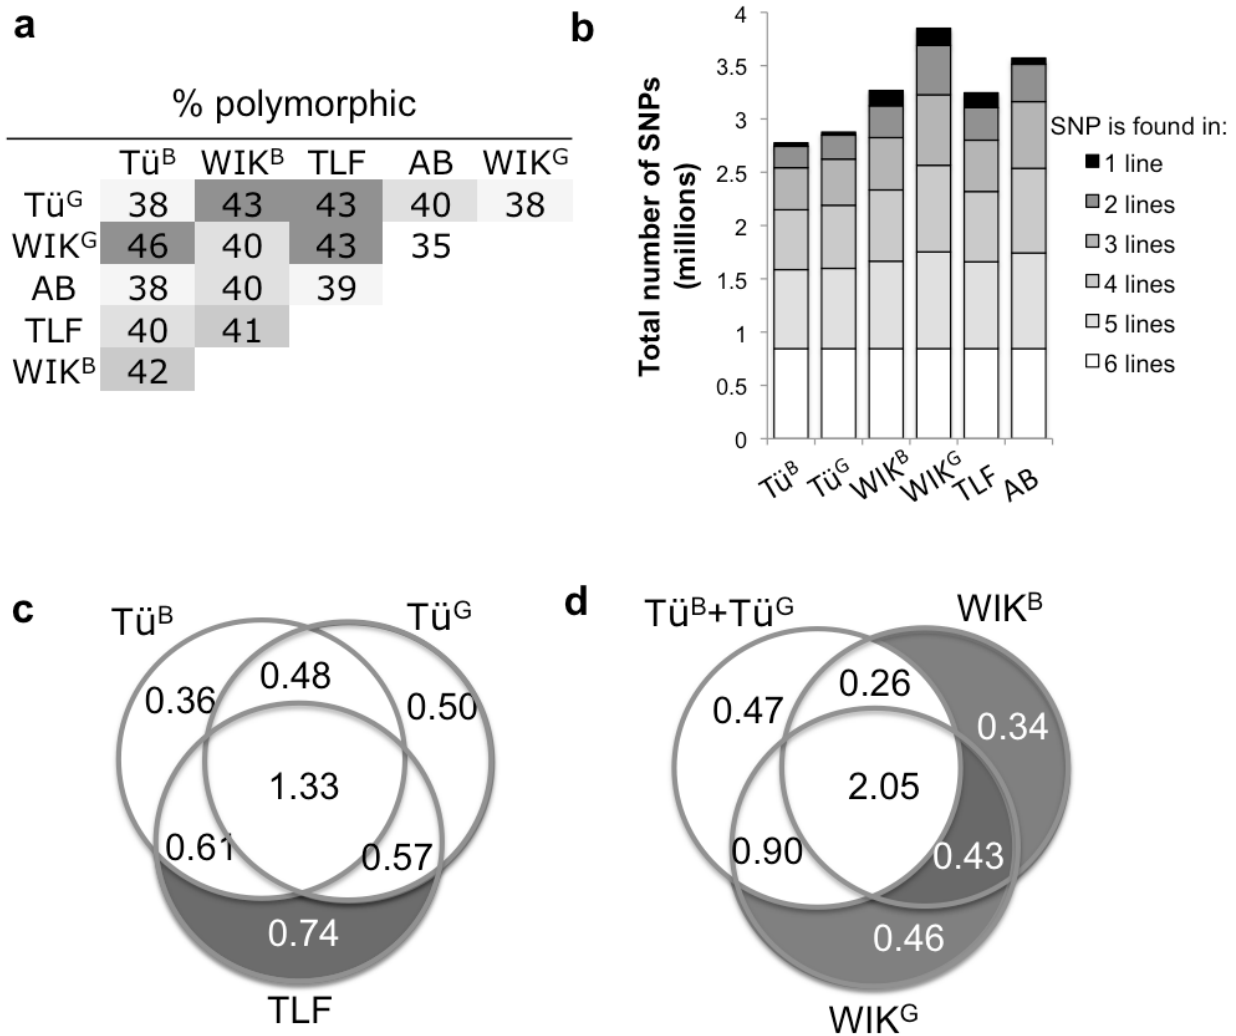 a
% polymorphic
Tüᴮ WIKᴮ TLF AB WIKᴳ
Tüᴳ 38 43 43 40 38
WIKᴳ 46 40 43 35
AB 38 40 39
TLF 40 41
WIKᴮ 42
b
Total number of SNPs
(millions)
4
3.5
3
2.5
2
1.5
1
0.5
0
Tüᴮ Tüᴳ WIKᴮ WIKᴳ TLF AB
SNP is found in:
1 line
2 lines
3 lines
4 lines
5 lines
6 lines
c
Tüᴮ Tüᴳ
0.48
0.36 0.50
1.33
0.61 0.57
0.74
TLF
d
Tüᴮ+Tüᴳ WIKᴮ
0.26
0.47 0.34
2.05
0.90 0.43
0.46
WIKᴳ